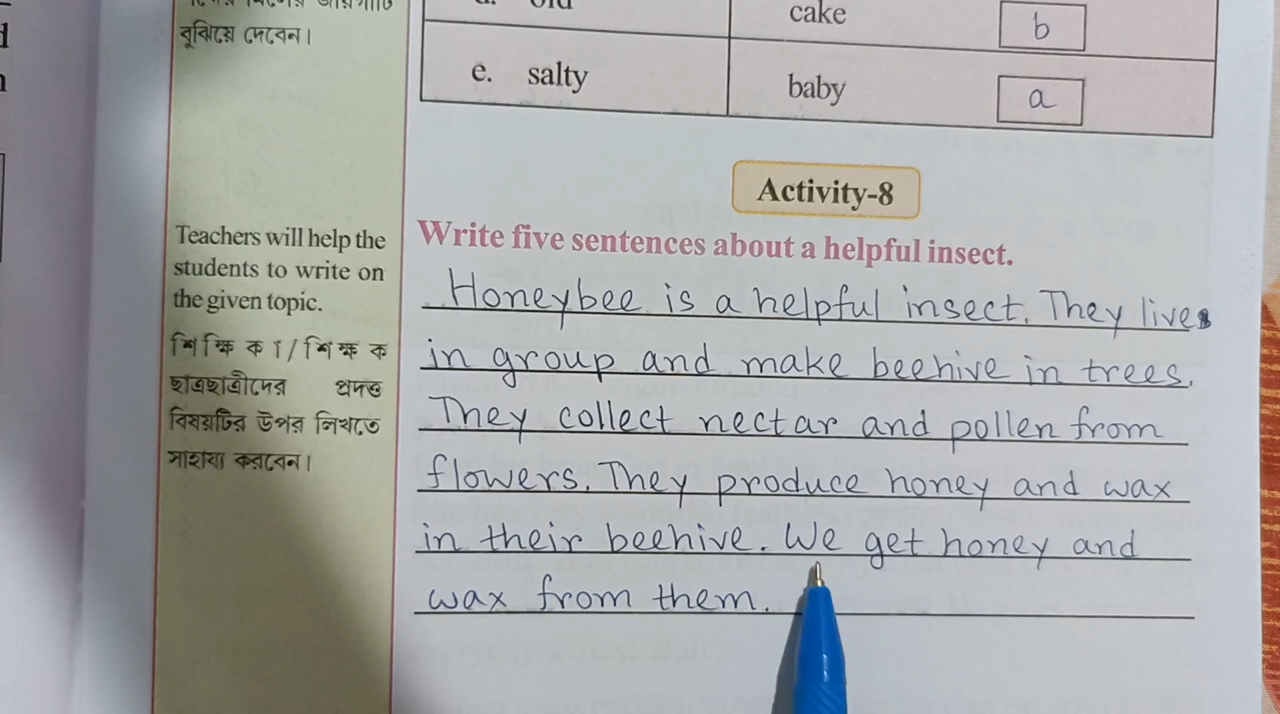 বুঝিয়ে দেবেন।
cake b
e. salty baby a
Activity-8
Teachers will help the
students to write on
the given topic.
শিক্ষিকা/শিক্ষক
ছাত্রছাত্রীদের প্রদত্ত
বিষয়টির উপর লিখতে
সাহায্য করবেন।
Write five sentences about a helpful insect.
Honeybee is a helpful insect. They live
in group and make beehive in trees.
They collect nectar and pollen from
flowers. They produce honey and wax
in their beehive. We get honey and
wax from them.